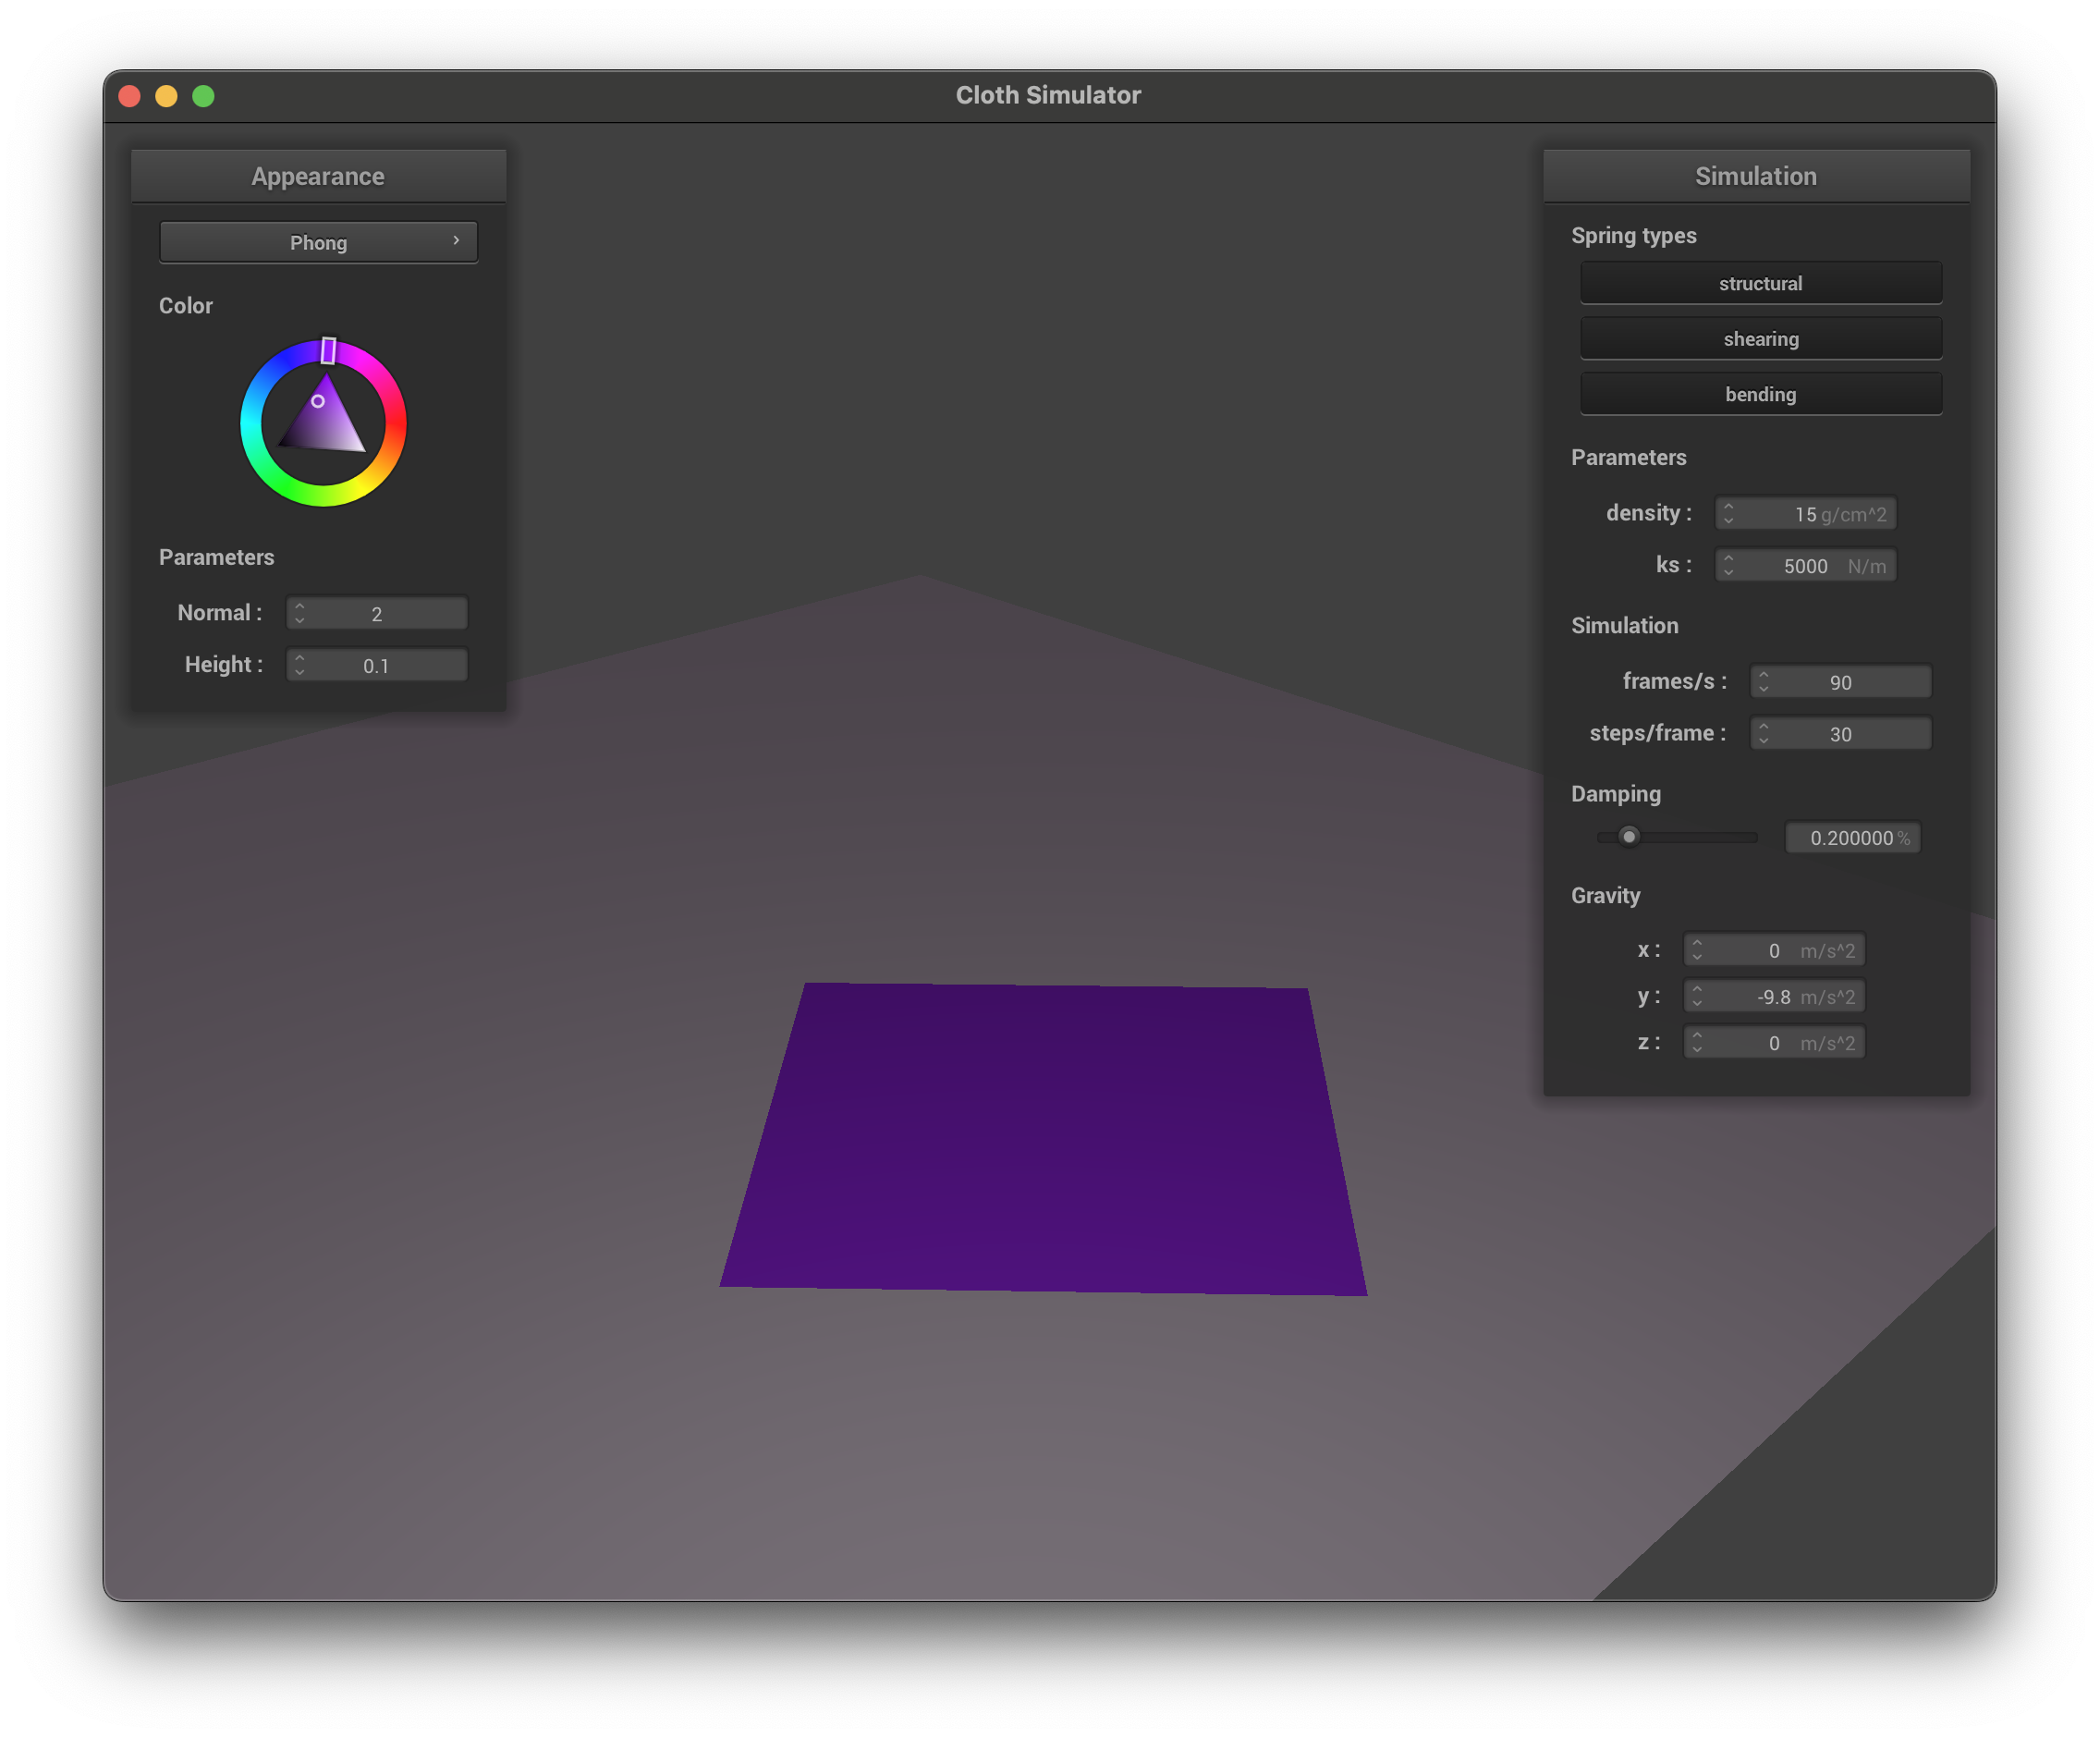 Cloth Simulator
Appearance
Phong
Color
Parameters
Normal : 2
Height : 0.1
Simulation
Spring types
structural
shearing
bending
Parameters
density : 15 g/cm^2
ks : 5000 N/m
Simulation
frames/s : 90
steps/frame : 30
Damping
0.200000 %
Gravity
x : 0 m/s^2
y : -9.8 m/s^2
z : 0 m/s^2